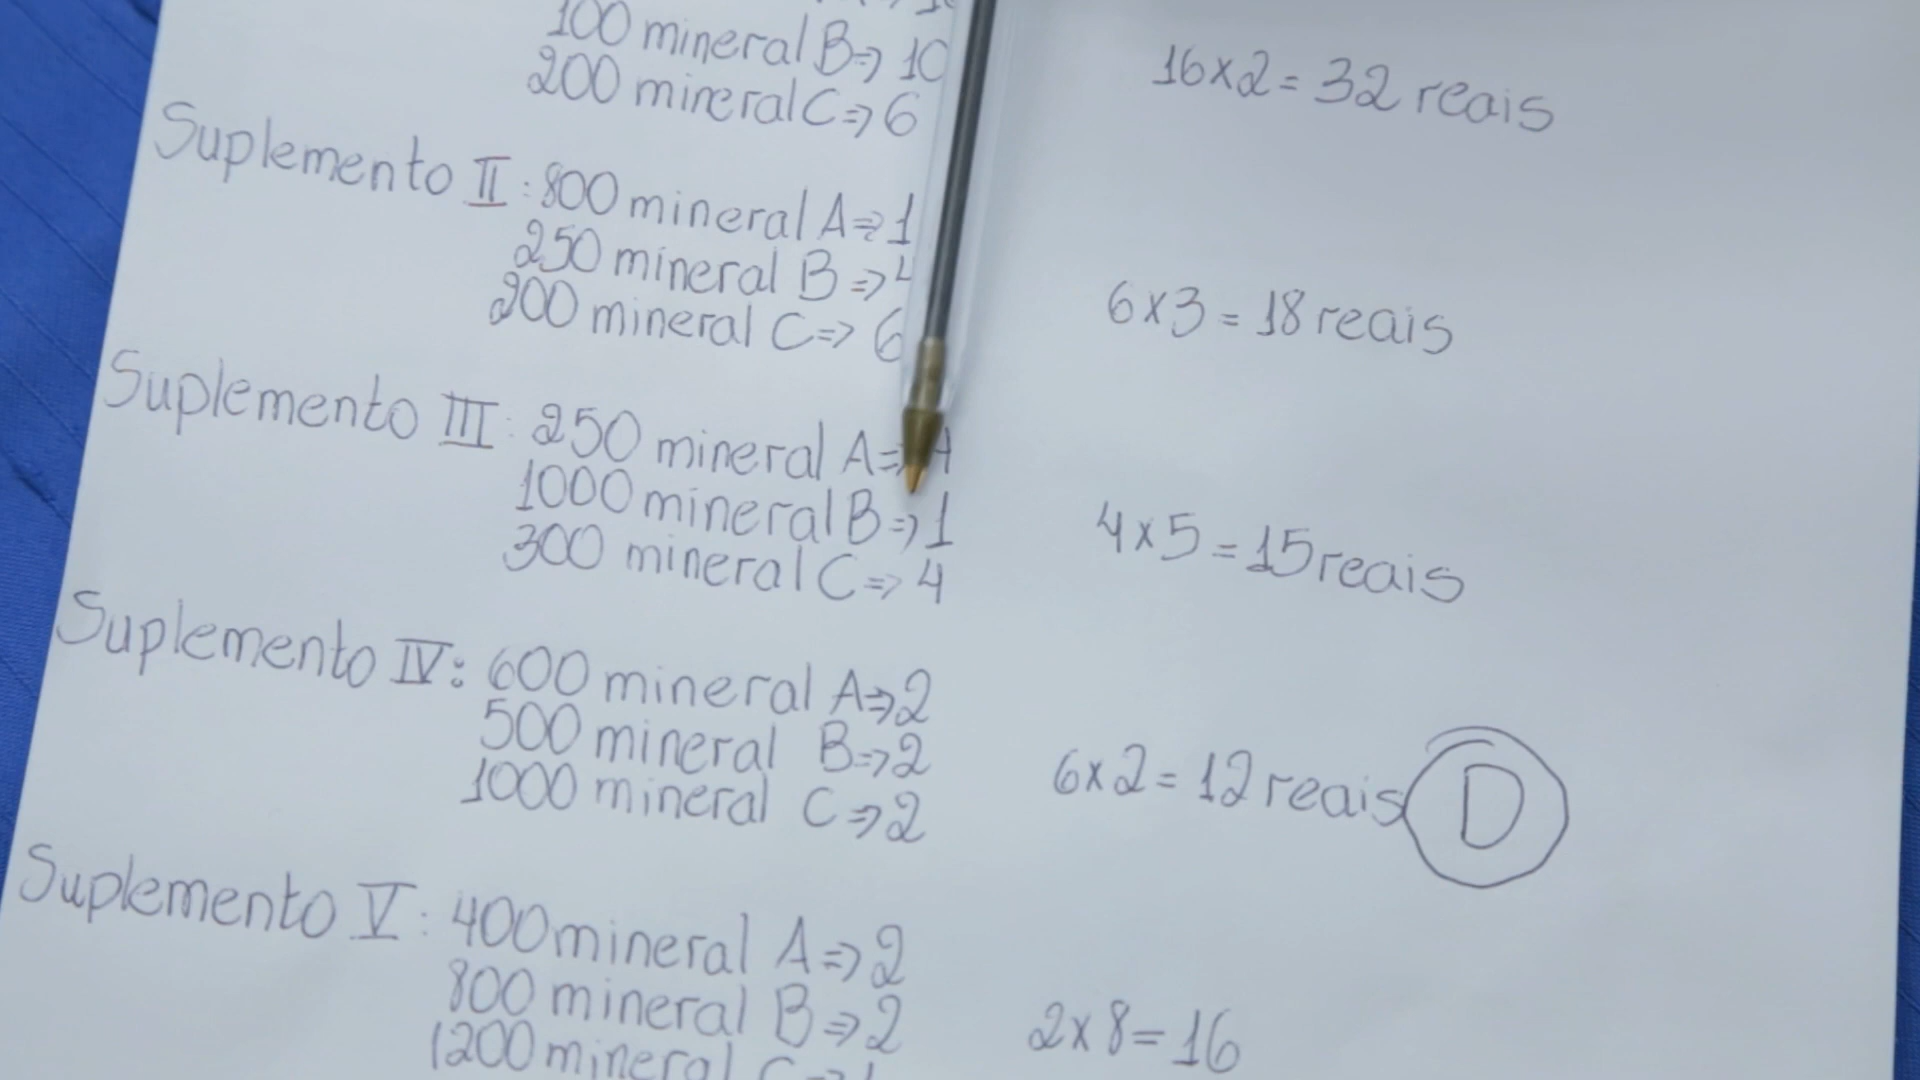 100 mineral B => 10
200 mineral C => 6
16x2 = 32 reais
Suplemento II : 800 mineral A => 1
250 mineral B => 4
200 mineral C => 6
6x3 = 18 reais
Suplemento III : 250 mineral A => 4
1000 mineral B => 1
300 mineral C => 4
4x5 = 15 reais
Suplemento IV: 600 mineral A => 2
500 mineral B => 2
1000 mineral C => 2
6x2 = 12 reais D
Suplemento V : 400 mineral A => 2
800 mineral B => 2
1200 mineral C
2x8 = 16